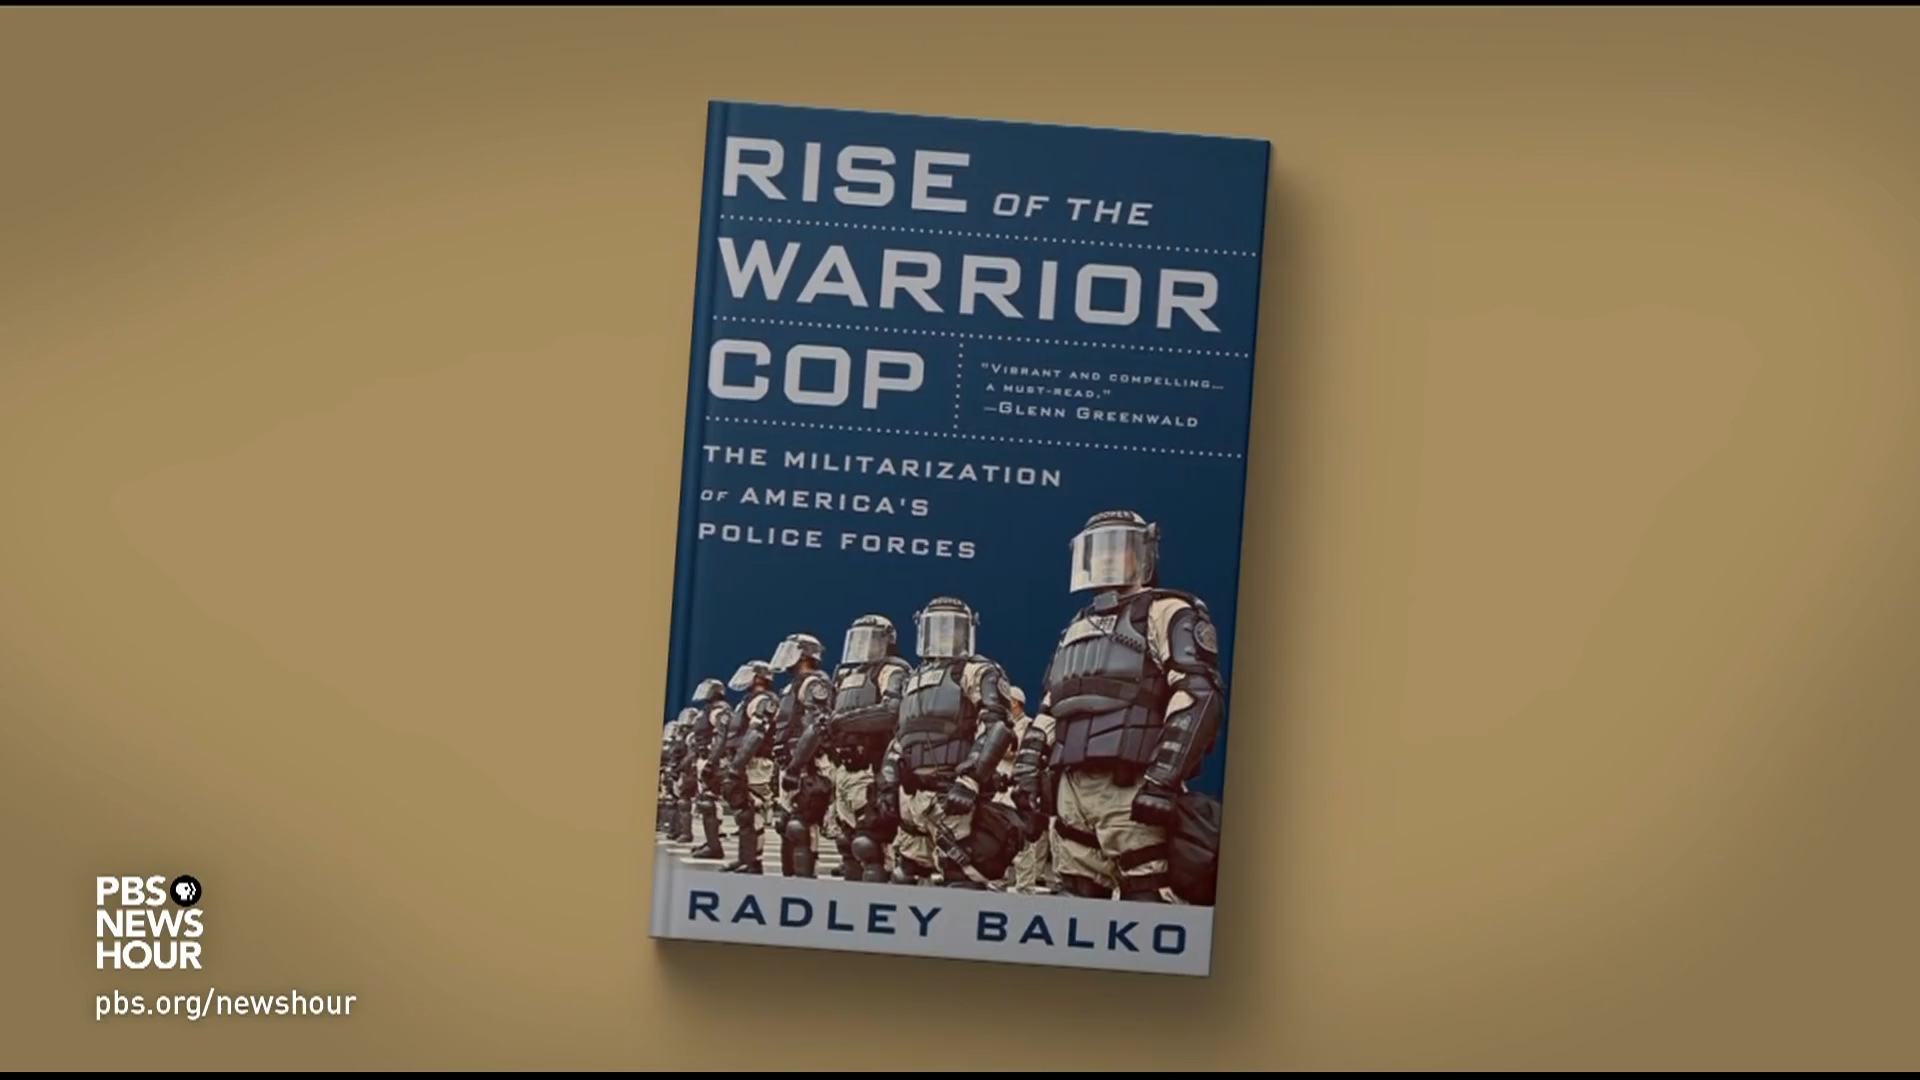 RISE OF THE
WARRIOR
COP
"VIBRANT AND COMPELLING...
A MUST-READ."
—GLENN GREENWALD
THE MILITARIZATION
OF AMERICA'S
POLICE FORCES
RADLEY BALKO
PBS
NEWS
HOUR
pbs.org/newshour